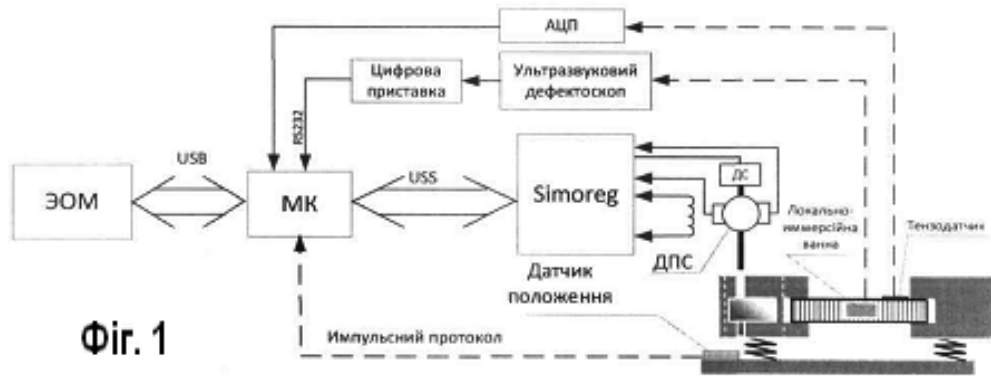 АЦП
Цифрова
приставка
Ультразвуковий
дефектоскоп
RS232
USB
ЭОМ
МК
USS
Simoreg
ДС
ДПС
Локально-
иммерсійна
ванна
Тензодатчик
Датчик
положення
Импульсний протокол
Фіг. 1